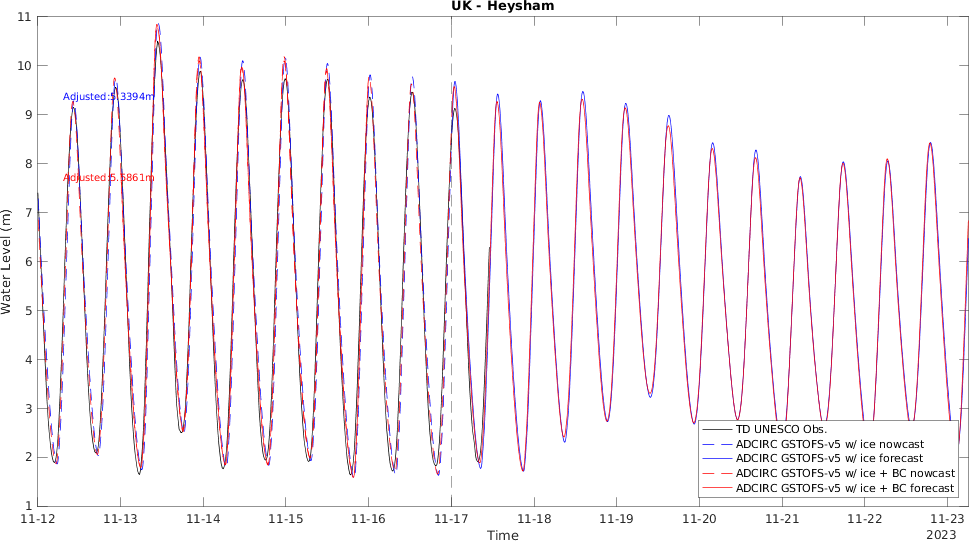 UK - Heysham
11
10
9
8
7
6
5
4
3
2
1
Water Level (m)
Adjusted:5.3394m
Adjusted:5.5861m
TD UNESCO Obs.
ADCIRC GSTOFS-v5 w/ ice nowcast
ADCIRC GSTOFS-v5 w/ ice forecast
ADCIRC GSTOFS-v5 w/ ice + BC nowcast
ADCIRC GSTOFS-v5 w/ ice + BC forecast
11-12 11-13 11-14 11-15 11-16 11-17 11-18 11-19 11-20 11-21 11-22 11-23
Time
2023